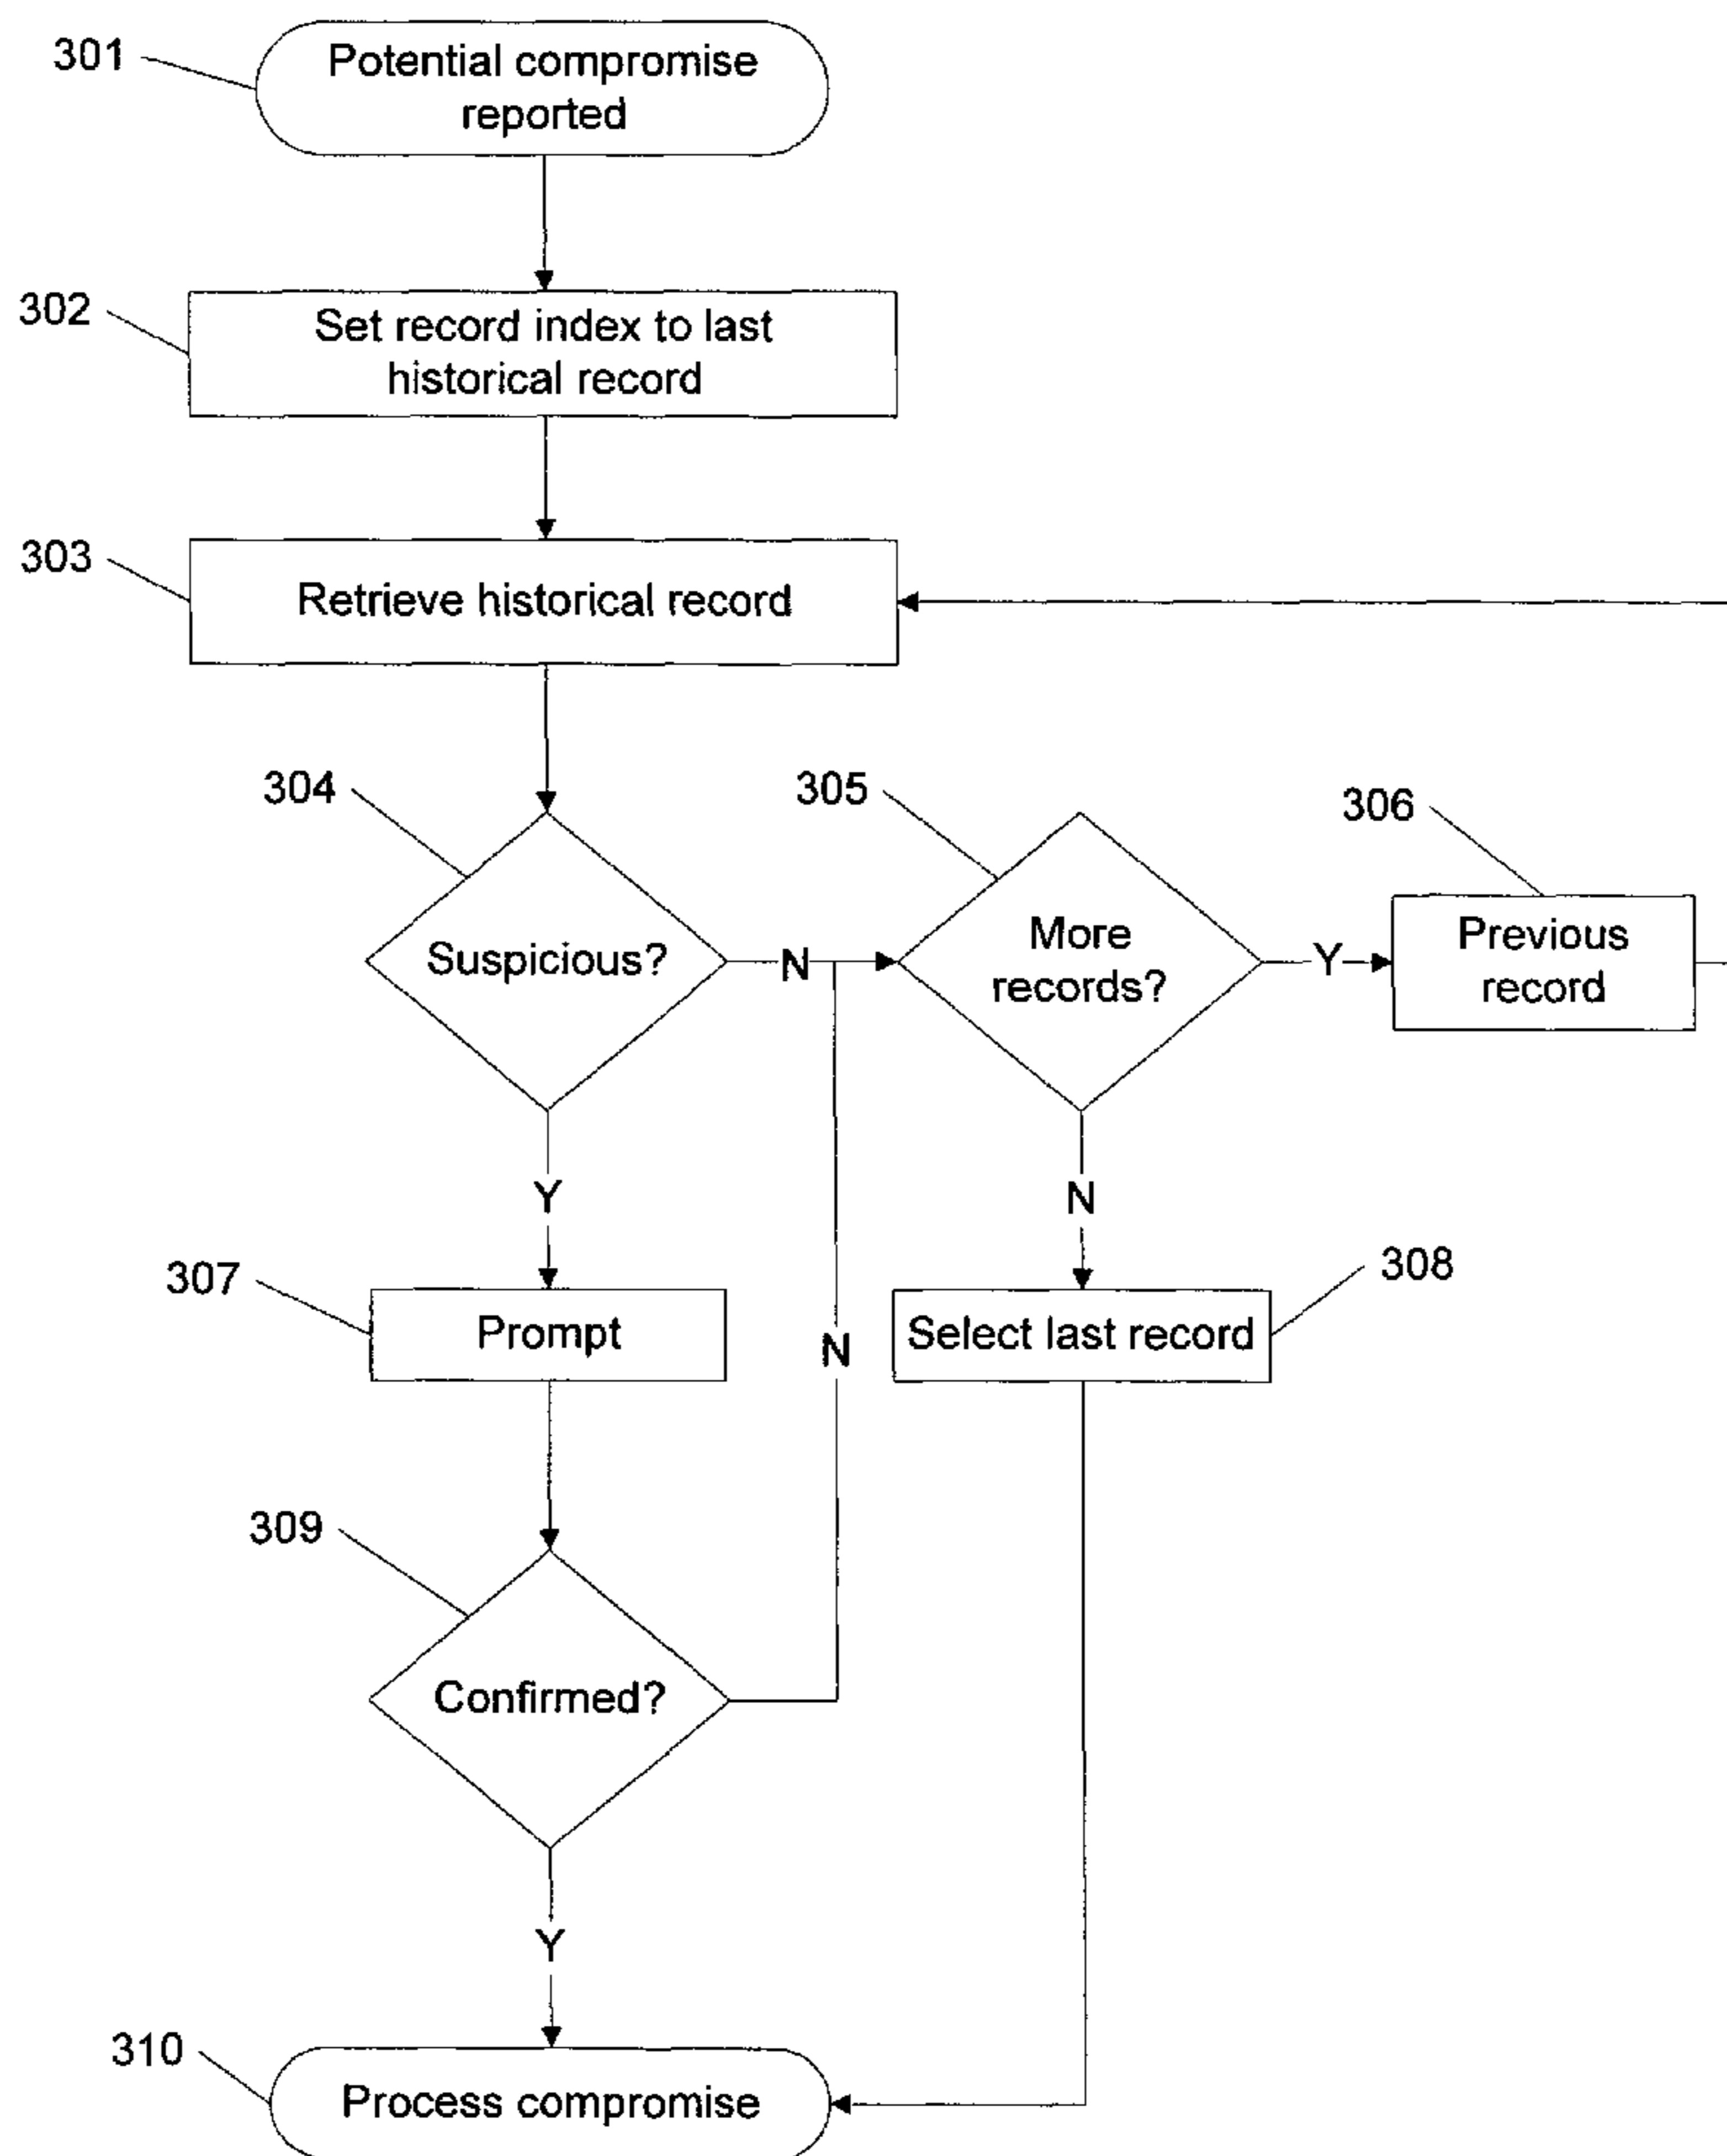 301
Potential compromise
reported
302
Set record index to last
historical record
303
Retrieve historical record
304
305
306
Suspicious?
N
More
records?
Y
Previous
record
Y
N
307
308
Prompt
N
Select last record
309
Confirmed?
Y
310
Process compromise